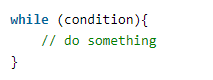 while (condition){
    // do something
}